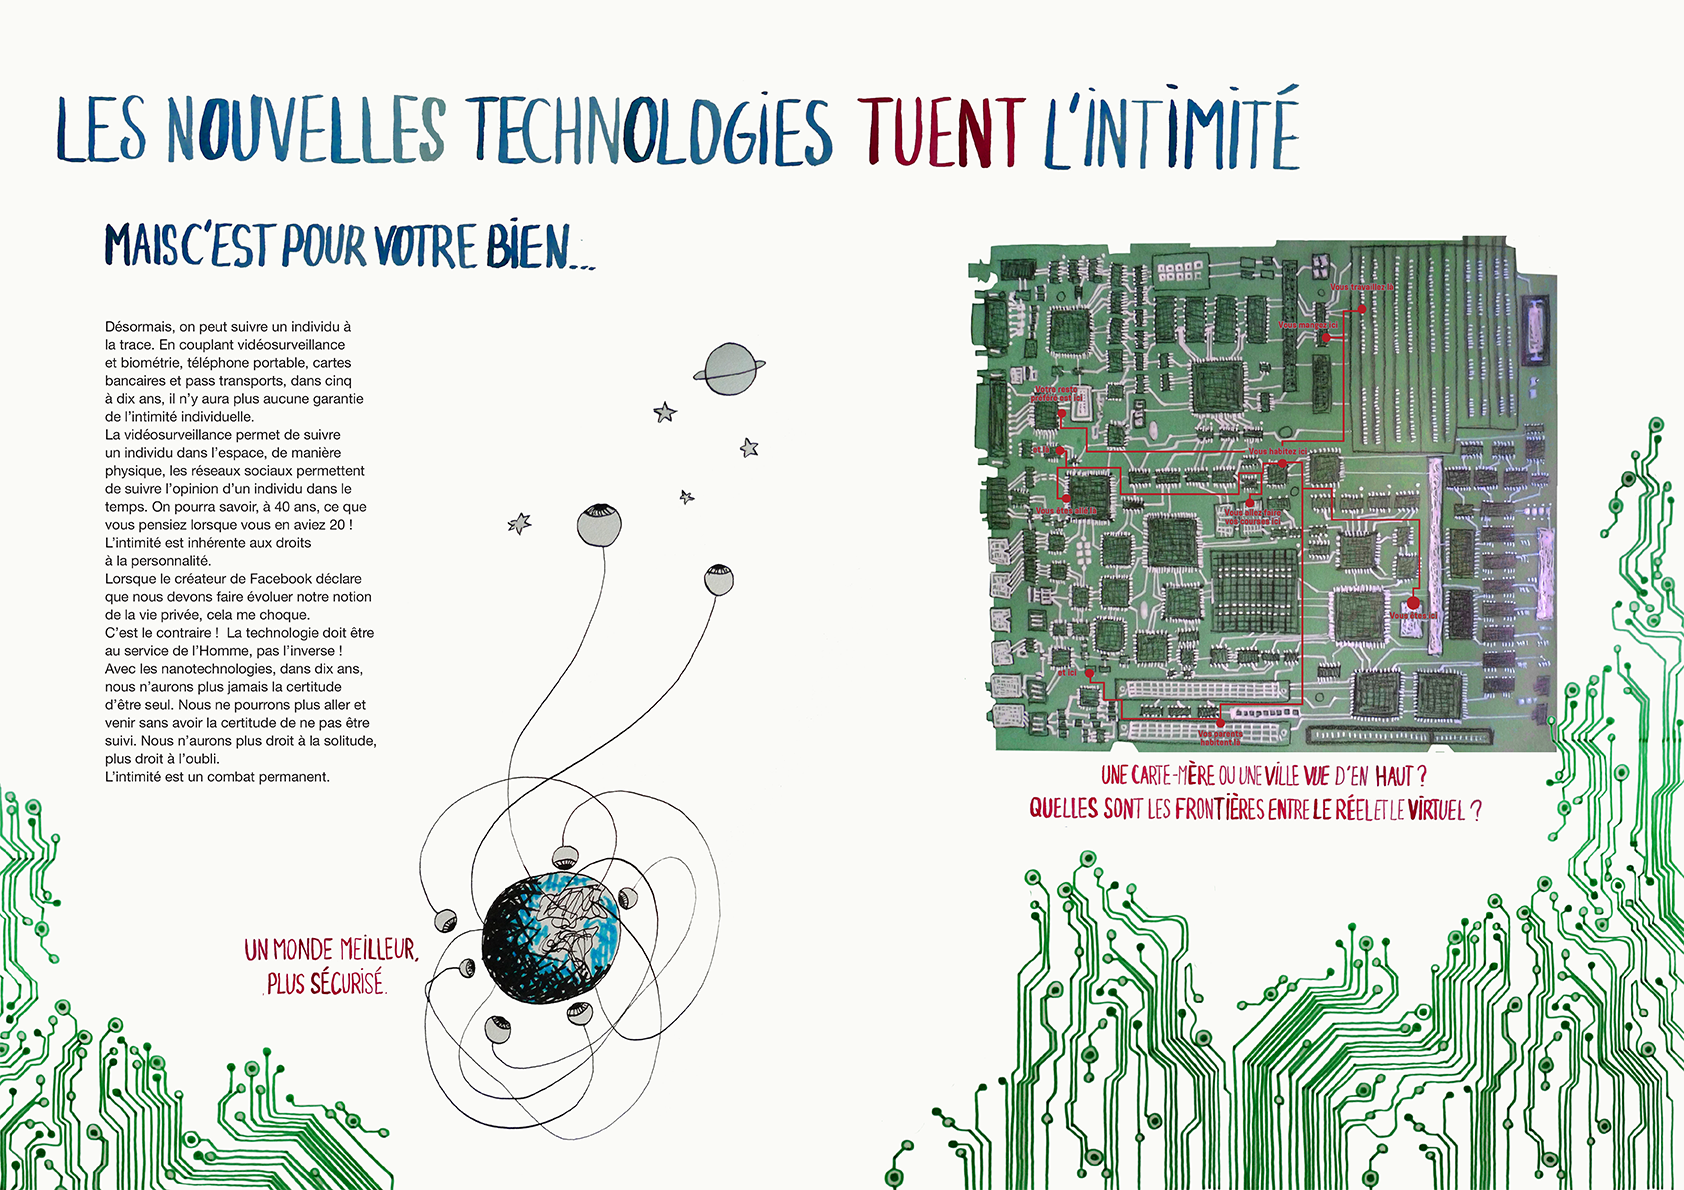 LES NOUVELLES TECHNOLOGIES TUENT L'INTIMITÉ
MAIS C'EST POUR VOTRE BIEN...
Désormais, on peut suivre un individu à
la trace. En couplant vidéosurveillance
et biométrie, téléphone portable, cartes
bancaires et pass transports, dans cinq
à dix ans, il n'y aura plus aucune garantie
de l'intimité individuelle.
La vidéosurveillance permet de suivre
un individu dans l'espace, de manière
physique, les réseaux sociaux permettent
de suivre l'opinion d'un individu dans le
temps. On pourra savoir, à 40 ans, ce que
vous pensiez lorsque vous en aviez 20 !
L'intimité est inhérente aux droits
à la personnalité.
Lorsque le créateur de Facebook déclare
que nous devons faire évoluer notre notion
de la vie privée, cela me choque.
C'est le contraire !  La technologie doit être
au service de l'Homme, pas l'inverse !
Avec les nanotechnologies, dans dix ans,
nous n'aurons plus jamais la certitude
d'être seul. Nous ne pourrons plus aller et
venir sans avoir la certitude de ne pas être
suivi. Nous n'aurons plus droit à la solitude,
plus droit à l'oubli.
L'intimité est un combat permanent.
UN MONDE MEILLEUR,
PLUS SÉCURISÉ.
Vous travaillez là
Vous mangez ici
Votre resto
préféré est ici
et là
Vous habitez ici
Vous êtes allé là
Vous allez faire
vos courses ici
Vous êtes ici
et ici
Vos parents
habitent là
UNE CARTE-MÈRE OU UNE VILLE VUE D'EN HAUT ?
QUELLES SONT LES FRONTIÈRES ENTRE LE RÉEL ET LE VIRTUEL ?